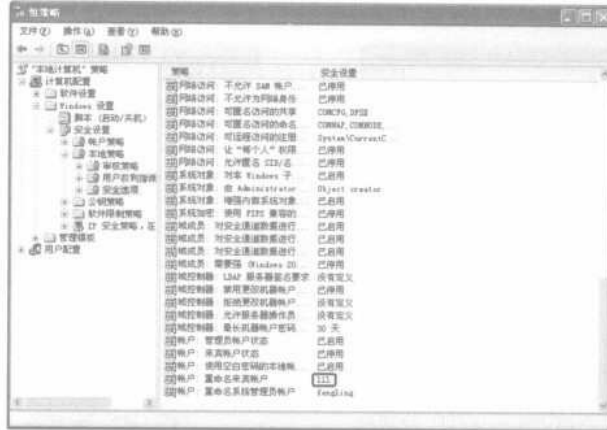 组策略
文件(F) 操作(A) 查看(V) 帮助(H)
“本地计算机”策略
计算机配置
软件设置
Windows 设置
脚本 (启动/关机)
安全设置
帐户策略
本地策略
审核策略
用户权利指派
安全选项
公钥策略
软件限制策略
IP 安全策略，在
管理模板
用户配置
策略 安全设置
网络访问: 不允许 SAM 帐户... 已停用
网络访问: 不允许为网络身份... 已停用
网络访问: 可匿名访问的共享 COMCFG,DFS$
网络访问: 可匿名访问的命名... COMNAP,COMNODE,
网络访问: 可远程访问的注册... System\CurrentC
网络访问: 让“每个人”权限... 已停用
网络访问: 允许匿名 SID/名... 已停用
系统对象: 对非 Windows 子... 已启用
系统对象: 由 Administrator... Object creator
系统对象: 增强内部系统对象... 已启用
系统加密: 使用 FIPS 兼容的... 已停用
域成员: 对安全通道数据进行... 已启用
域成员: 对安全通道数据进行... 已启用
域成员: 对安全通道数据进行... 已启用
域成员: 需要强 (Windows 20... 已停用
域控制器: LDAP 服务器签名要求 没有定义
域控制器: 禁用更改机器帐户... 已停用
域控制器: 拒绝更改机器帐户... 没有定义
域控制器: 允许服务器操作员... 没有定义
域控制器: 最长机器帐户密码... 30 天
帐户: 管理员帐户状态 已启用
帐户: 来宾帐户状态 已停用
帐户: 使用空白密码的本地帐... 已启用
帐户: 重命名来宾帐户
帐户: 重命名系统管理员帐户 fengling